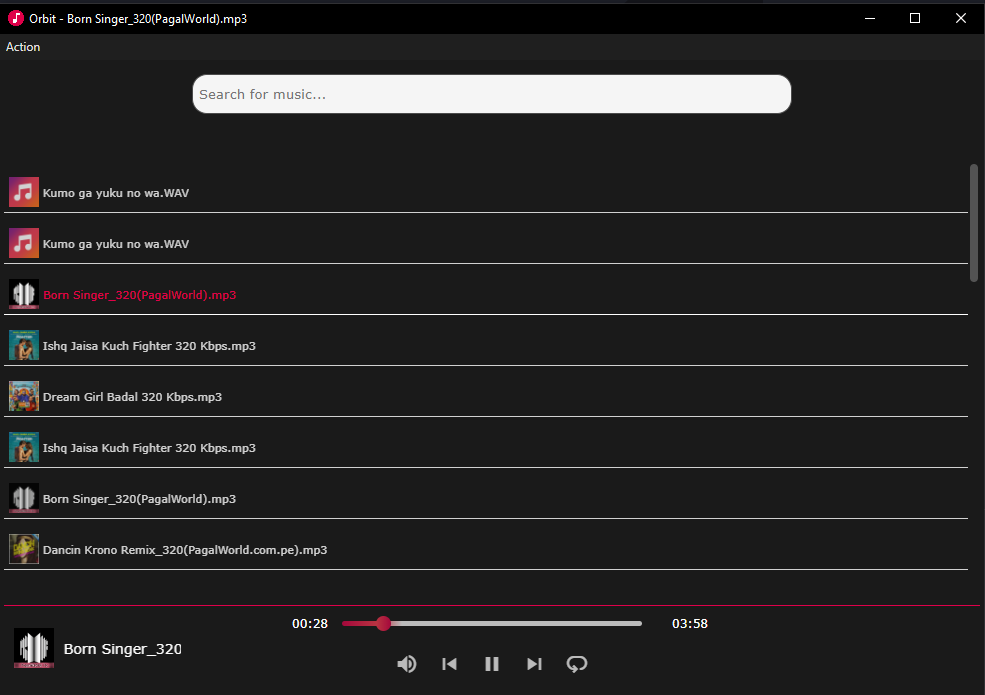 Orbit - Born Singer_320(PagalWorld).mp3
Action
Search for music...
Kumo ga yuku no wa.WAV
Kumo ga yuku no wa.WAV
Born Singer_320(PagalWorld).mp3
Ishq Jaisa Kuch Fighter 320 Kbps.mp3
Dream Girl Badal 320 Kbps.mp3
Ishq Jaisa Kuch Fighter 320 Kbps.mp3
Born Singer_320(PagalWorld).mp3
Dancin Krono Remix_320(PagalWorld.com.pe).mp3
00:28 03:58
Born Singer_320